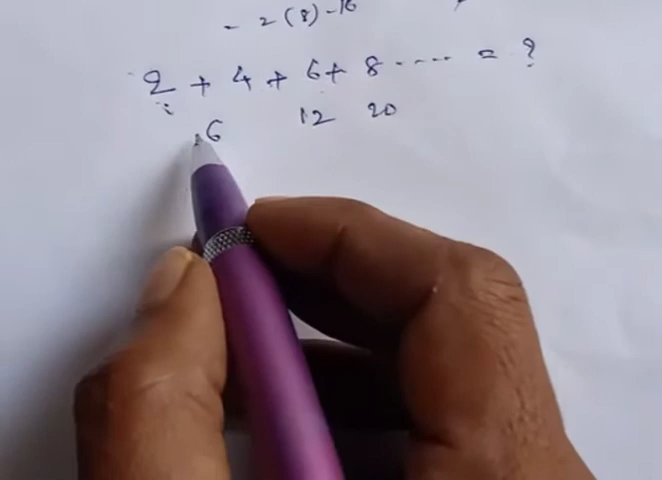 - 2(8)-16
2 + 4 + 6 + 8 ..... = ?
6 12 20